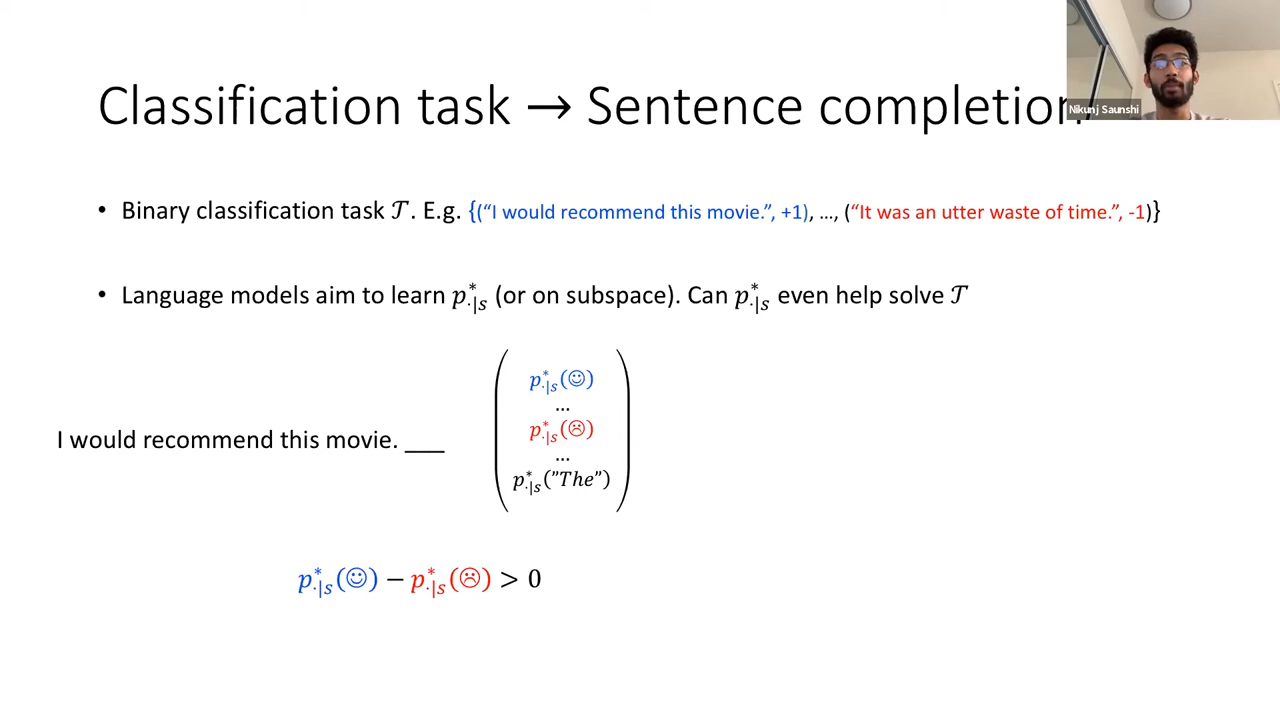 Classification task → Sentence completion
Nikunj Saunshi
• Binary classification task 𝒯. E.g. {(“I would recommend this movie.”, +1), …, (“It was an utter waste of time.”, -1)}
• Language models aim to learn p*·|s (or on subspace). Can p*·|s even help solve 𝒯
p*·|s(☺)
…
I would recommend this movie. ___
p*·|s(☹)
…
p*·|s(”The”)
p*·|s(☺) − p*·|s(☹) > 0